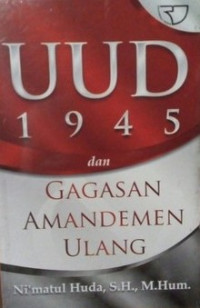 UUD
1945
dan
GAGASAN
AMANDEMEN
ULANG
Ni'matul Huda, S.H., M.Hum.